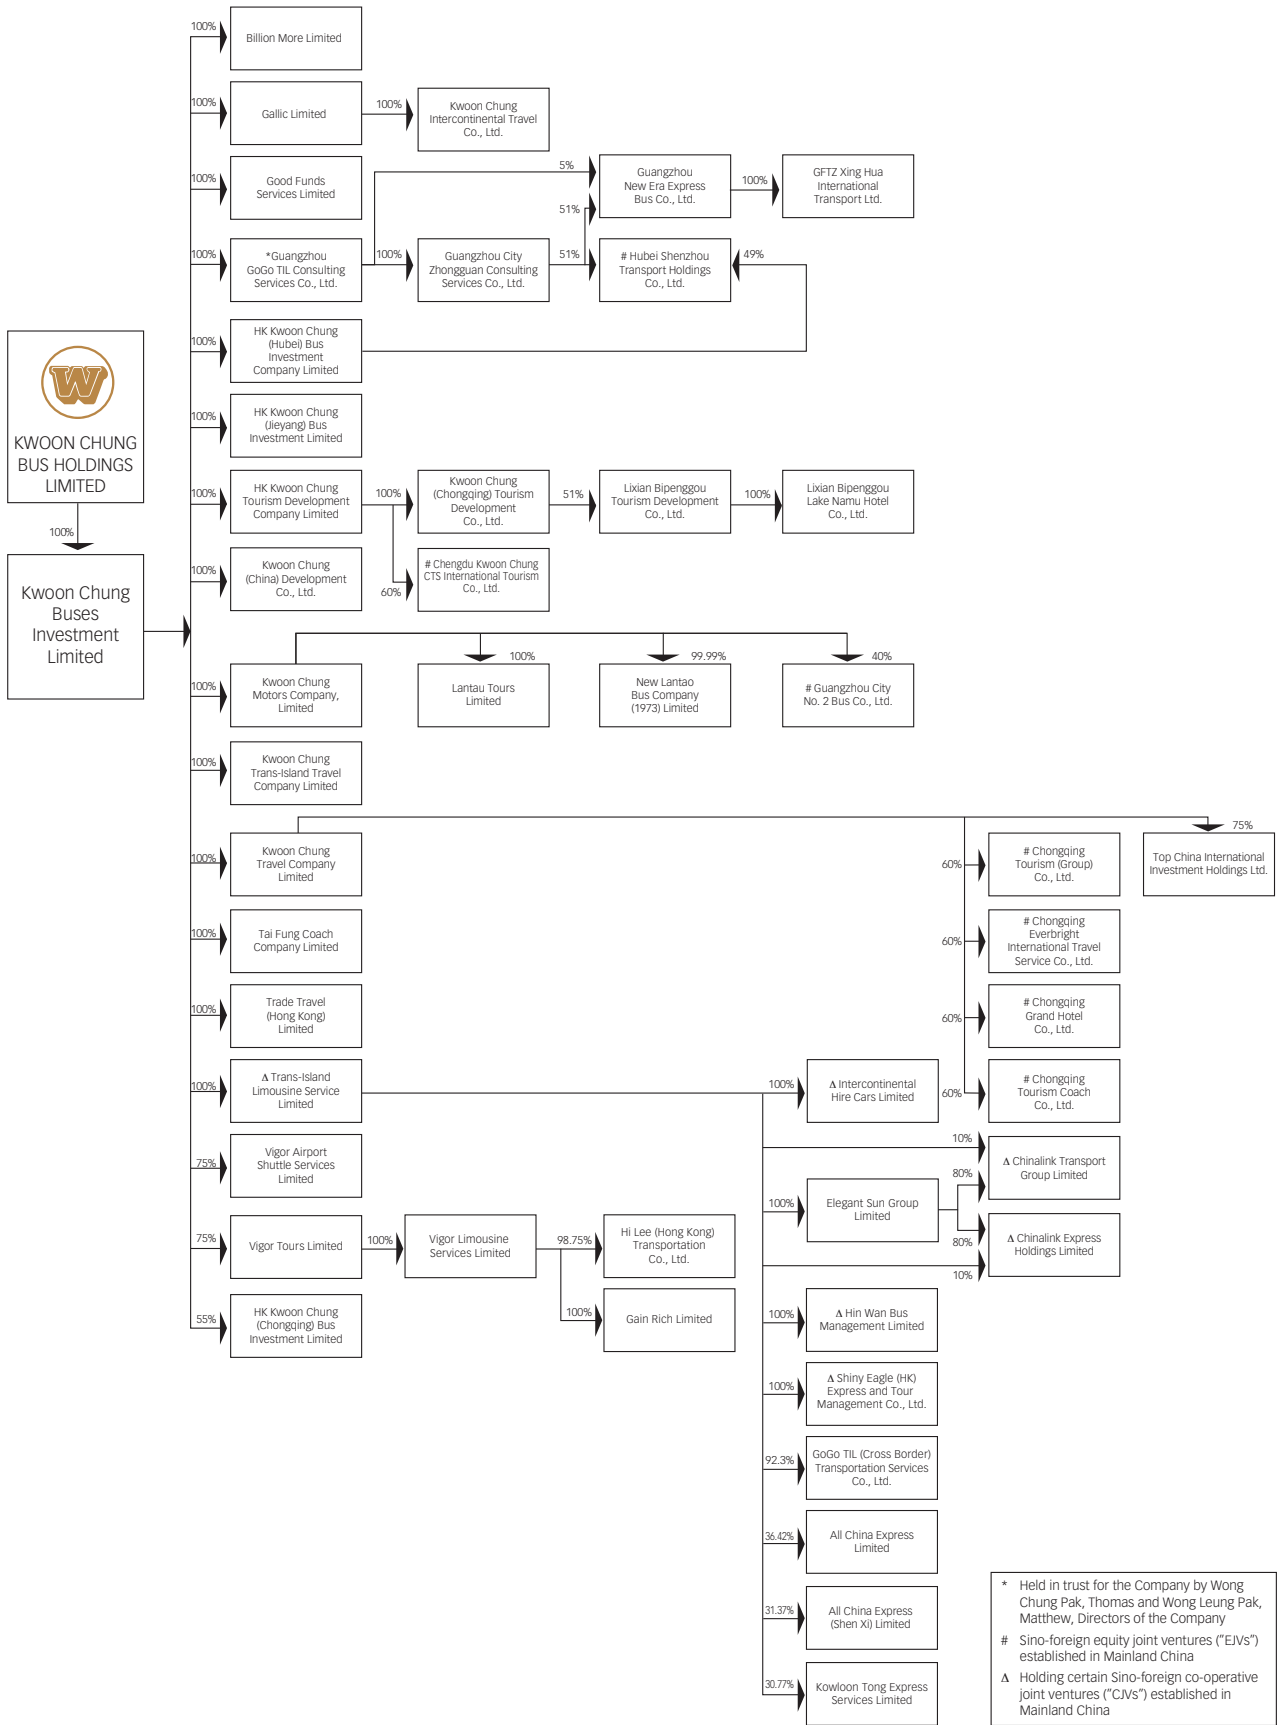 W
KWOON CHUNG
BUS HOLDINGS
LIMITED
100%
Kwoon Chung
Buses
Investment
Limited
100%
Billion More Limited
100%
Gallic Limited
100%
Kwoon Chung
Intercontinental Travel
Co., Ltd.
100%
Good Funds
Services Limited
5%
Guangzhou
New Era Express
Bus Co., Ltd.
100%
GFTZ Xing Hua
International
Transport Ltd.
51%
100%
*Guangzhou
GoGo TIL Consulting
Services Co., Ltd.
100%
Guangzhou City
Zhongguan Consulting
Services Co., Ltd.
51%
# Hubei Shenzhou
Transport Holdings
Co., Ltd.
49%
100%
HK Kwoon Chung
(Hubei) Bus
Investment
Company Limited
100%
HK Kwoon Chung
(Jieyang) Bus
Investment Limited
100%
HK Kwoon Chung
Tourism Development
Company Limited
100%
Kwoon Chung
(Chongqing) Tourism
Development
Co., Ltd.
51%
Lixian Bipenggou
Tourism Development
Co., Ltd.
100%
Lixian Bipenggou
Lake Namu Hotel
Co., Ltd.
100%
Kwoon Chung
(China) Development
Co., Ltd.
60%
# Chengdu Kwoon Chung
CTS International Tourism
Co., Ltd.
100%
Kwoon Chung
Motors Company,
Limited
100%
Lantau Tours
Limited
99.99%
New Lantao
Bus Company
(1973) Limited
40%
# Guangzhou City
No. 2 Bus Co., Ltd.
100%
Kwoon Chung
Trans-Island Travel
Company Limited
100%
Kwoon Chung
Travel Company
Limited
60%
# Chongqing
Tourism (Group)
Co., Ltd.
75%
Top China International
Investment Holdings Ltd.
100%
Tai Fung Coach
Company Limited
60%
# Chongqing
Everbright
International Travel
Service Co., Ltd.
100%
Trade Travel
(Hong Kong)
Limited
60%
# Chongqing
Grand Hotel
Co., Ltd.
100%
Δ Trans-Island
Limousine Service
Limited
100%
Δ Intercontinental
Hire Cars Limited
60%
# Chongqing
Tourism Coach
Co., Ltd.
75%
Vigor Airport
Shuttle Services
Limited
10%
Δ Chinalink Transport
Group Limited
80%
100%
Elegant Sun Group
Limited
80%
Δ Chinalink Express
Holdings Limited
10%
75%
Vigor Tours Limited
100%
Vigor Limousine
Services Limited
98.75%
Hi Lee (Hong Kong)
Transportation
Co., Ltd.
100%
Gain Rich Limited
55%
HK Kwoon Chung
(Chongqing) Bus
Investment Limited
100%
Δ Hin Wan Bus
Management Limited
100%
Δ Shiny Eagle (HK)
Express and Tour
Management Co., Ltd.
92.3%
GoGo TIL (Cross Border)
Transportation Services
Co., Ltd.
36.42%
All China Express
Limited
31.37%
All China Express
(Shen Xi) Limited
30.77%
Kowloon Tong Express
Services Limited
* Held in trust for the Company by Wong
Chung Pak, Thomas and Wong Leung Pak,
Matthew, Directors of the Company
# Sino-foreign equity joint ventures ("EJVs")
established in Mainland China
Δ Holding certain Sino-foreign co-operative
joint ventures ("CJVs") established in
Mainland China